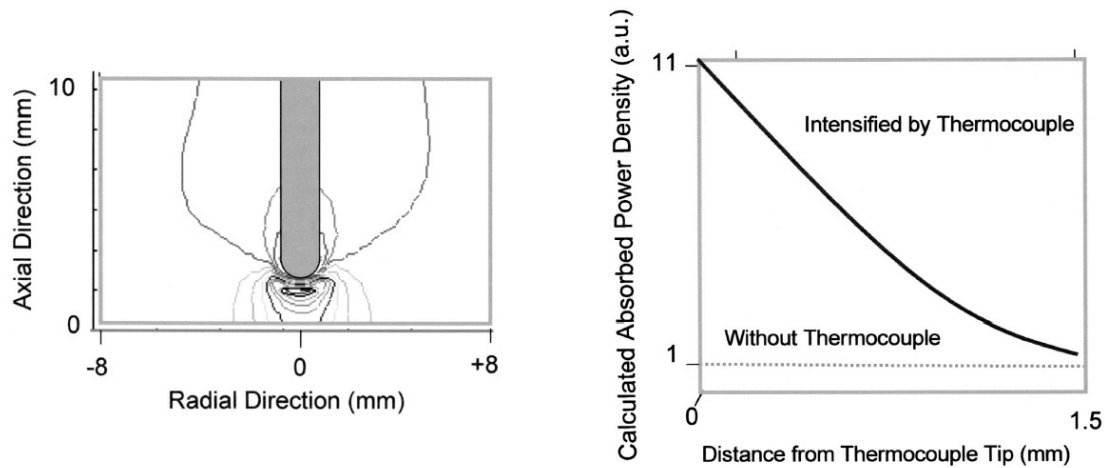 10
Axial Direction (mm)
0
-8
0
+8
Radial Direction (mm)
Calculated Absorbed Power Density (a.u.)
11
Intensified by Thermocouple
Without Thermocouple
1
0
1.5
Distance from Thermocouple Tip (mm)